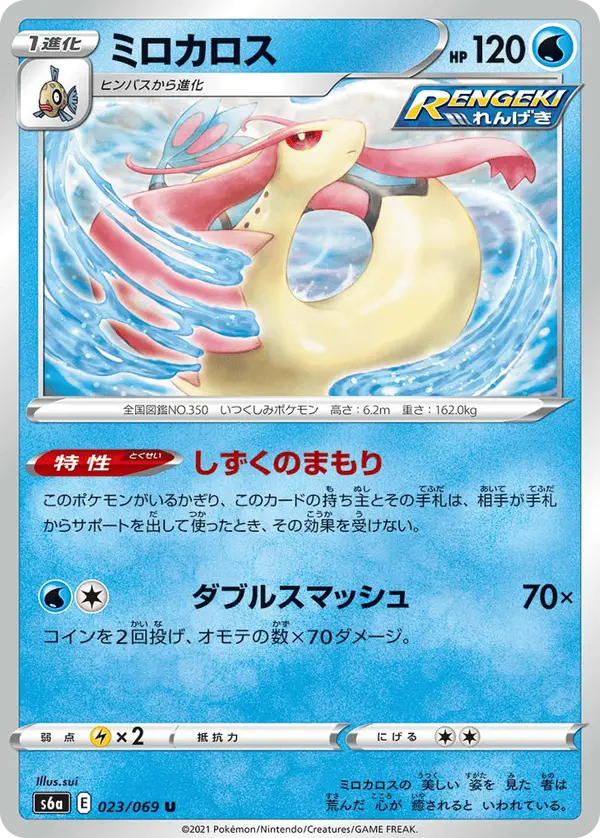 1進化
ミロカロス
HP 120
ヒンバスから進化
RENGEKI
れんげき
全国図鑑NO.350 いつくしみポケモン 高さ:6.2m 重さ:162.0kg
特性 とくせい しずくのまもり
このポケモンがいるかぎり、このカードの持ち主とその手札は、相手が手札
からサポートを出して使ったとき、その効果を受けない。
ダブルスマッシュ 70×
コインを2回投げ、オモテの数×70ダメージ。
弱点 ×2 抵抗力 にげる
Illus.sui
s6a E 023/069 U
ミロカロスの 美しい 姿を 見た 者は
荒んだ 心が 癒されると いわれている。
©2021 Pokémon/Nintendo/Creatures/GAME FREAK.